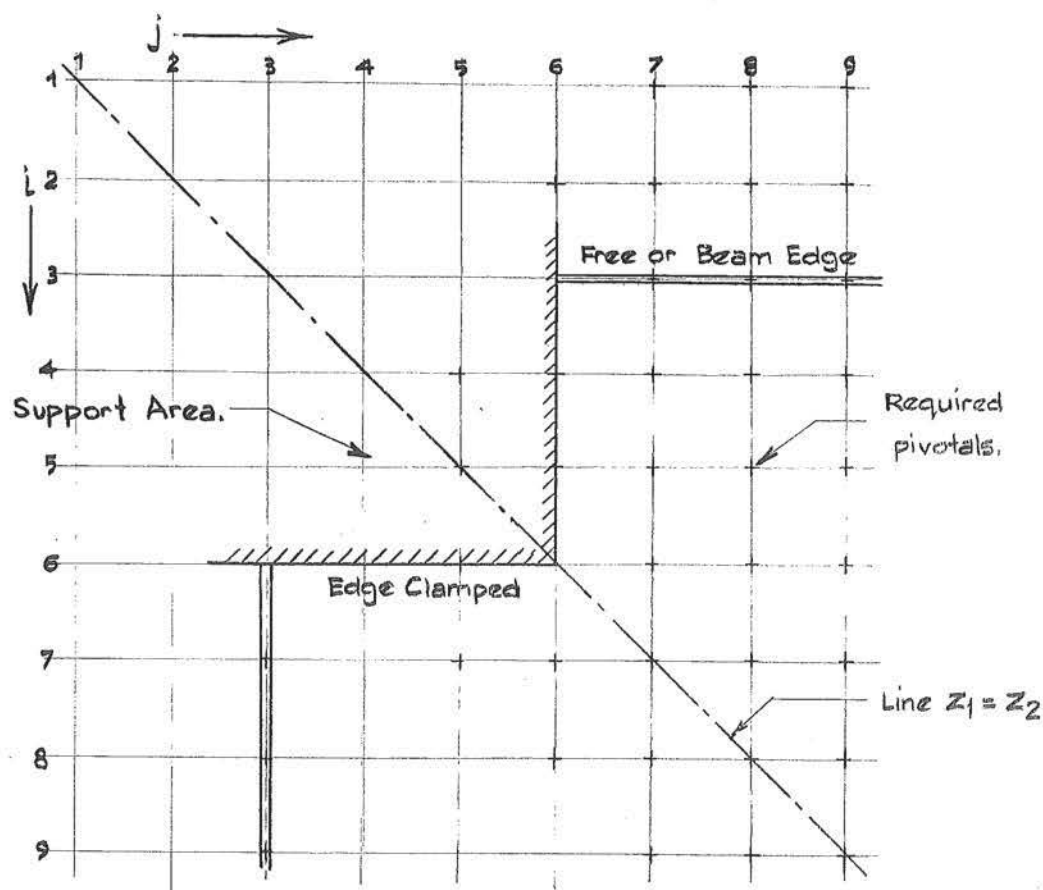 j
1 2 3 4 5 6 7 8 9
1
i 2
Free or Beam Edge
3
4
Support Area.
Required
pivotals.
5
6
Edge Clamped
7
Line Z1 = Z2
8
9